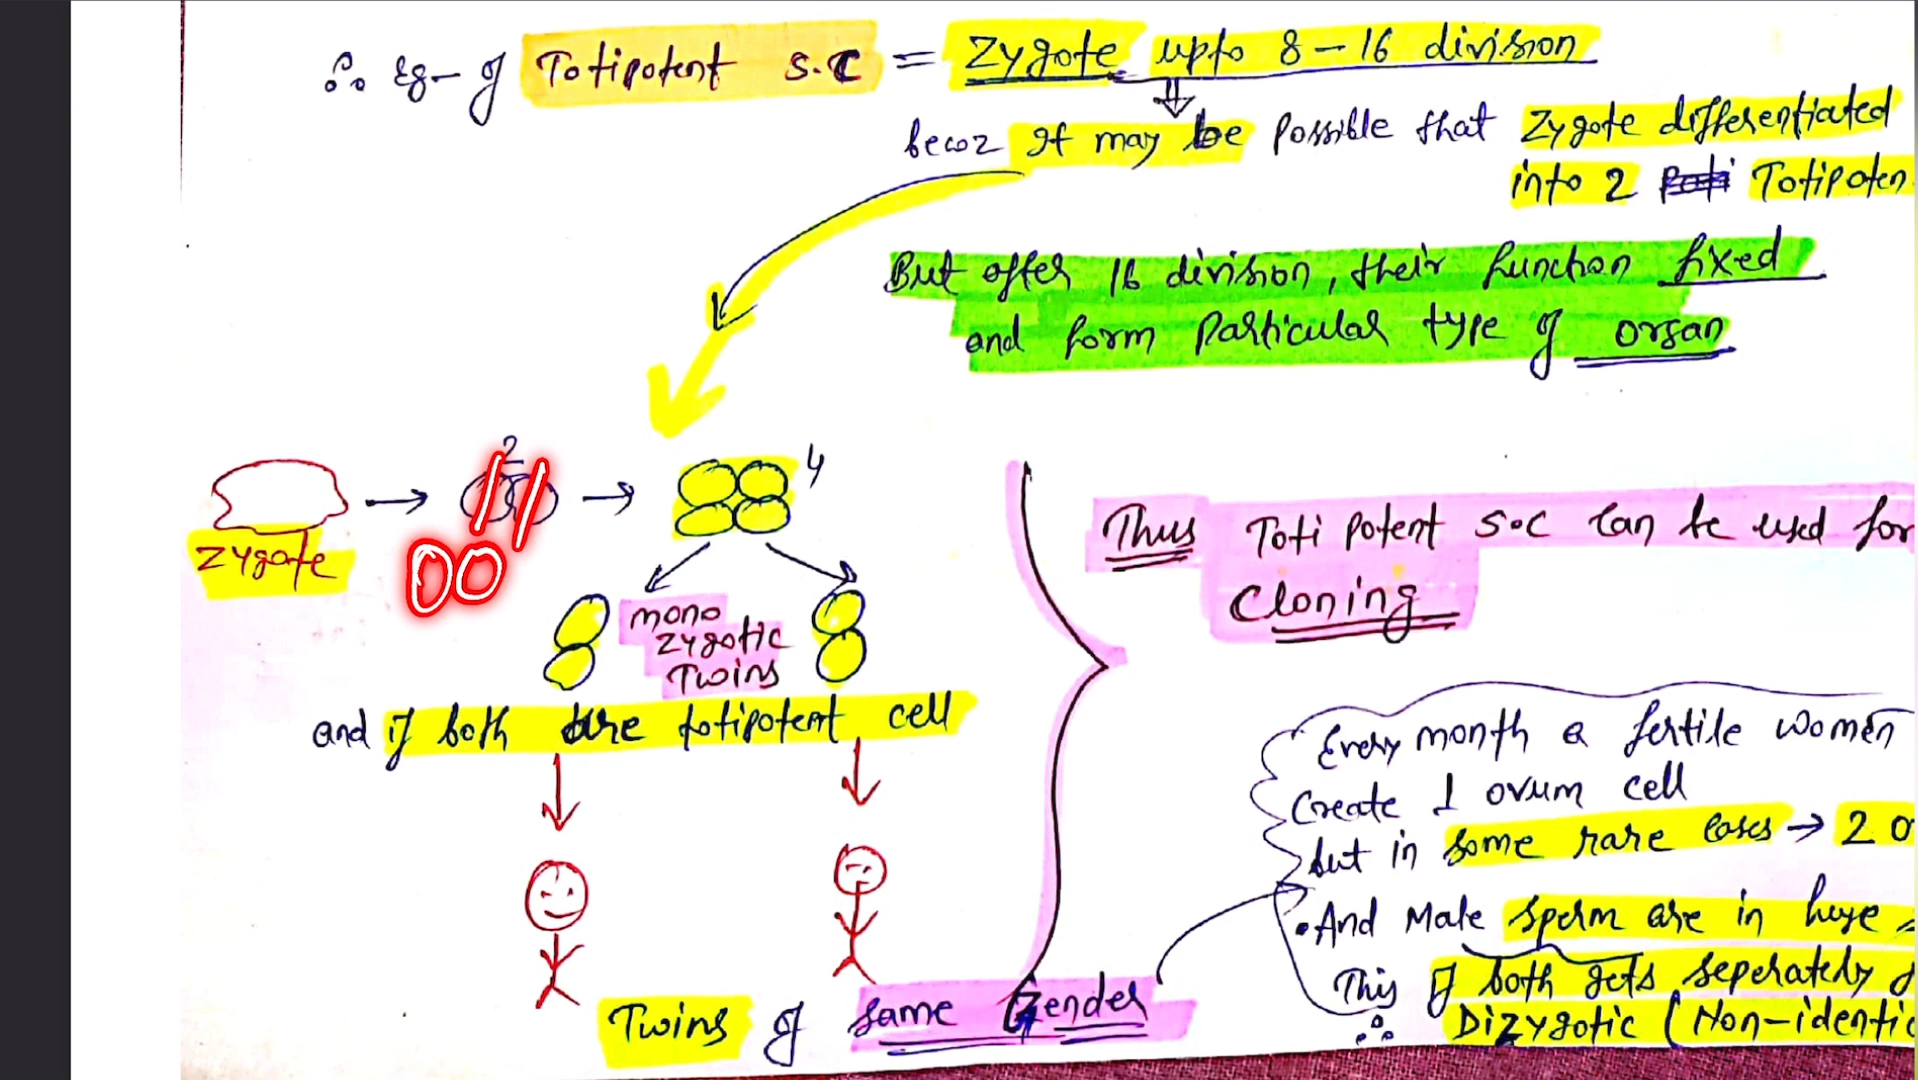 ∴ Eg- of Totipotent S.C = Zygote upto 8-16 division
becoz It may be possible that Zygote differentiated
into 2 Totipoten
But after 16 division, their function fixed
and form Particular type of organ
2
4
Zygote
mono
zygotic
Twins
and if both are totipotent cell
Twins of same Gender
Thus Toti potent S.C Can be used for
Cloning
Every month a fertile women
Create 1 ovum cell
but in some rare cases → 2 O
• And Male sperm are in huge
This if both gets seperately
∴ Dizygotic (Non-identic